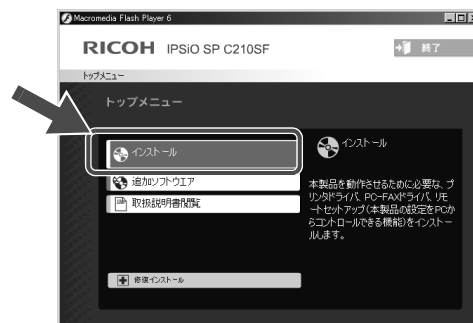 Macromedia Flash Player 6
RICOH IPSiO SP C210SF
終了
トップメニュー
トップメニュー
インストール
追加ソフトウエア
取扱説明書閲覧
修復インストール
インストール
本製品を動作させるために必要な、プ
リンタドライバ、PC-FAXドライバ、リモ
ートセットアップ(本製品の設定をPCか
らコントロールできる機能)をインストー
ルします。